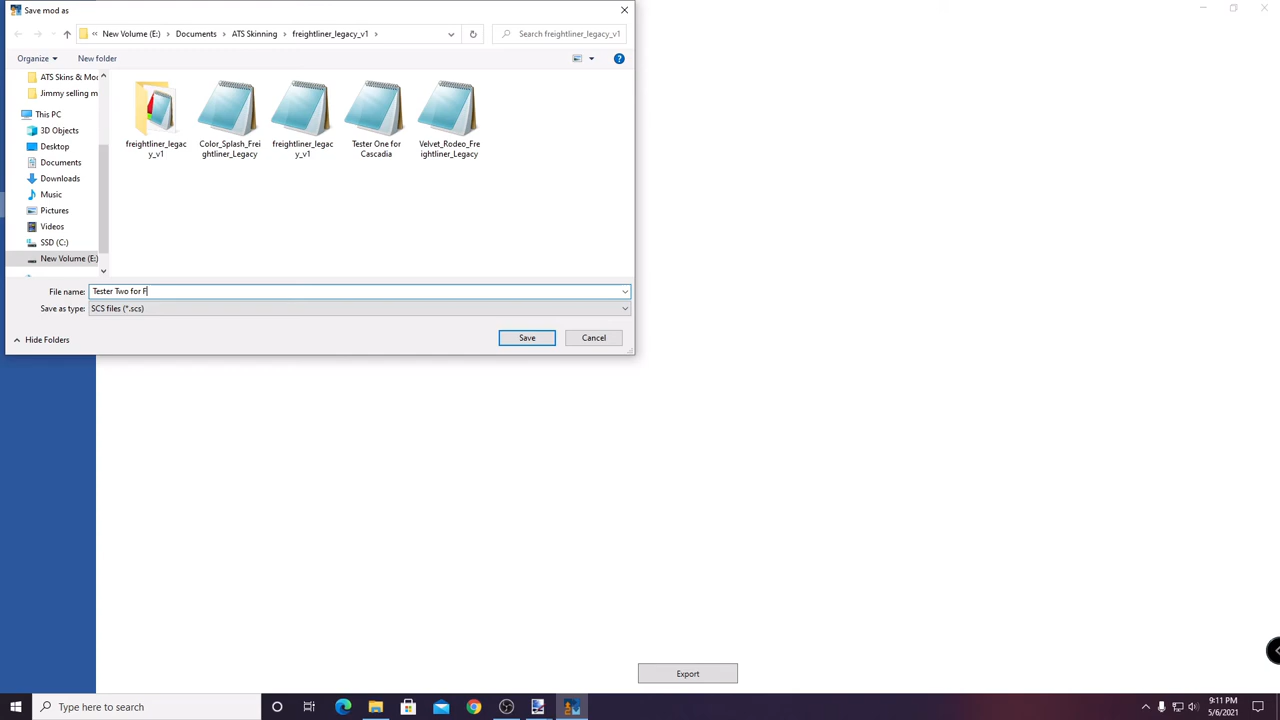 Save mod as
New Volume (E:)
Documents
ATS Skinning
freightliner_legacy_v1
Search freightliner_legacy_v1
Organize
New folder
ATS Skins & Mod
Jimmy selling m
This PC
3D Objects
Desktop
Documents
Downloads
Music
Pictures
Videos
SSD (C:)
New Volume (E:)
freightliner_legac
y_v1
Color_Splash_Frei
ghtliner_Legacy
freightliner_legac
y_v1
Tester One for
Cascadia
Velvet_Rodeo_Fre
ightliner_Legacy
File name:
Tester Two for F
Save as type:
SCS files (*.scs)
Hide Folders
Save
Cancel
Export
Type here to search
9:11 PM
5/6/2021